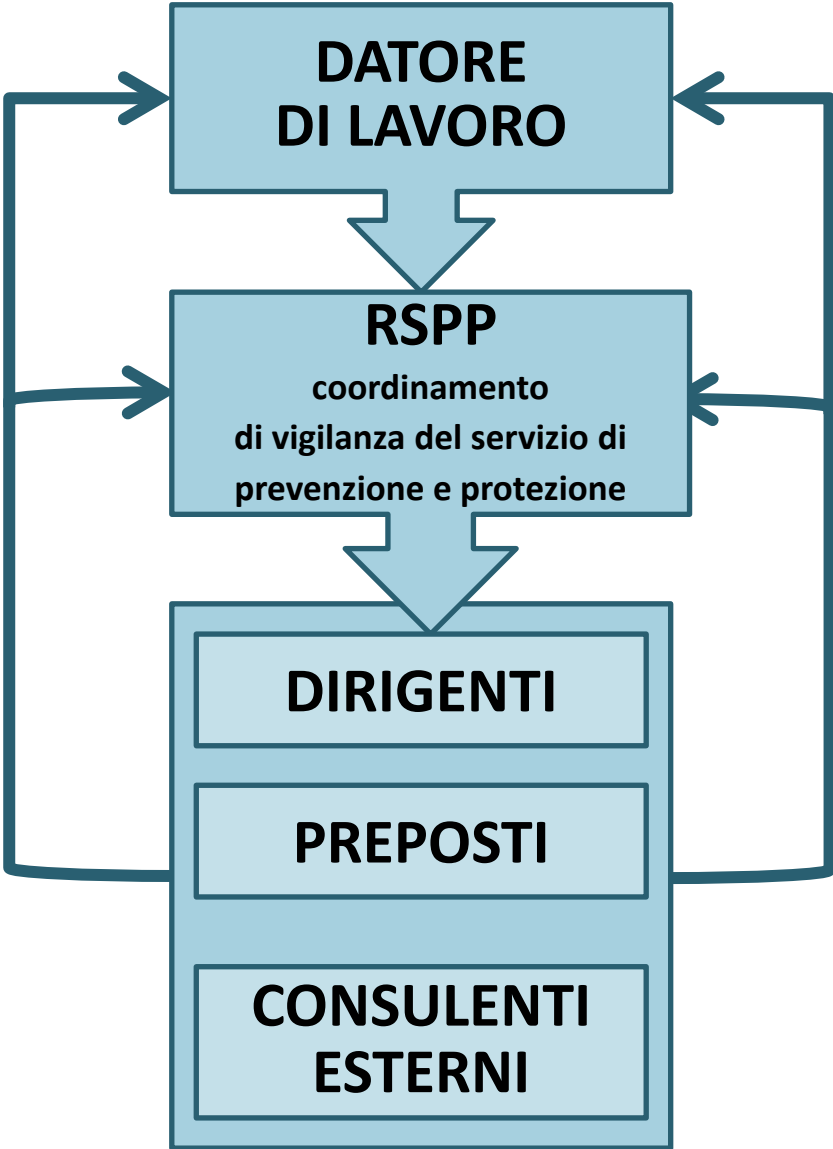 DATORE
DI LAVORO
RSPP
coordinamento
di vigilanza del servizio di
prevenzione e protezione
DIRIGENTI
PREPOSTI
CONSULENTI
ESTERNI